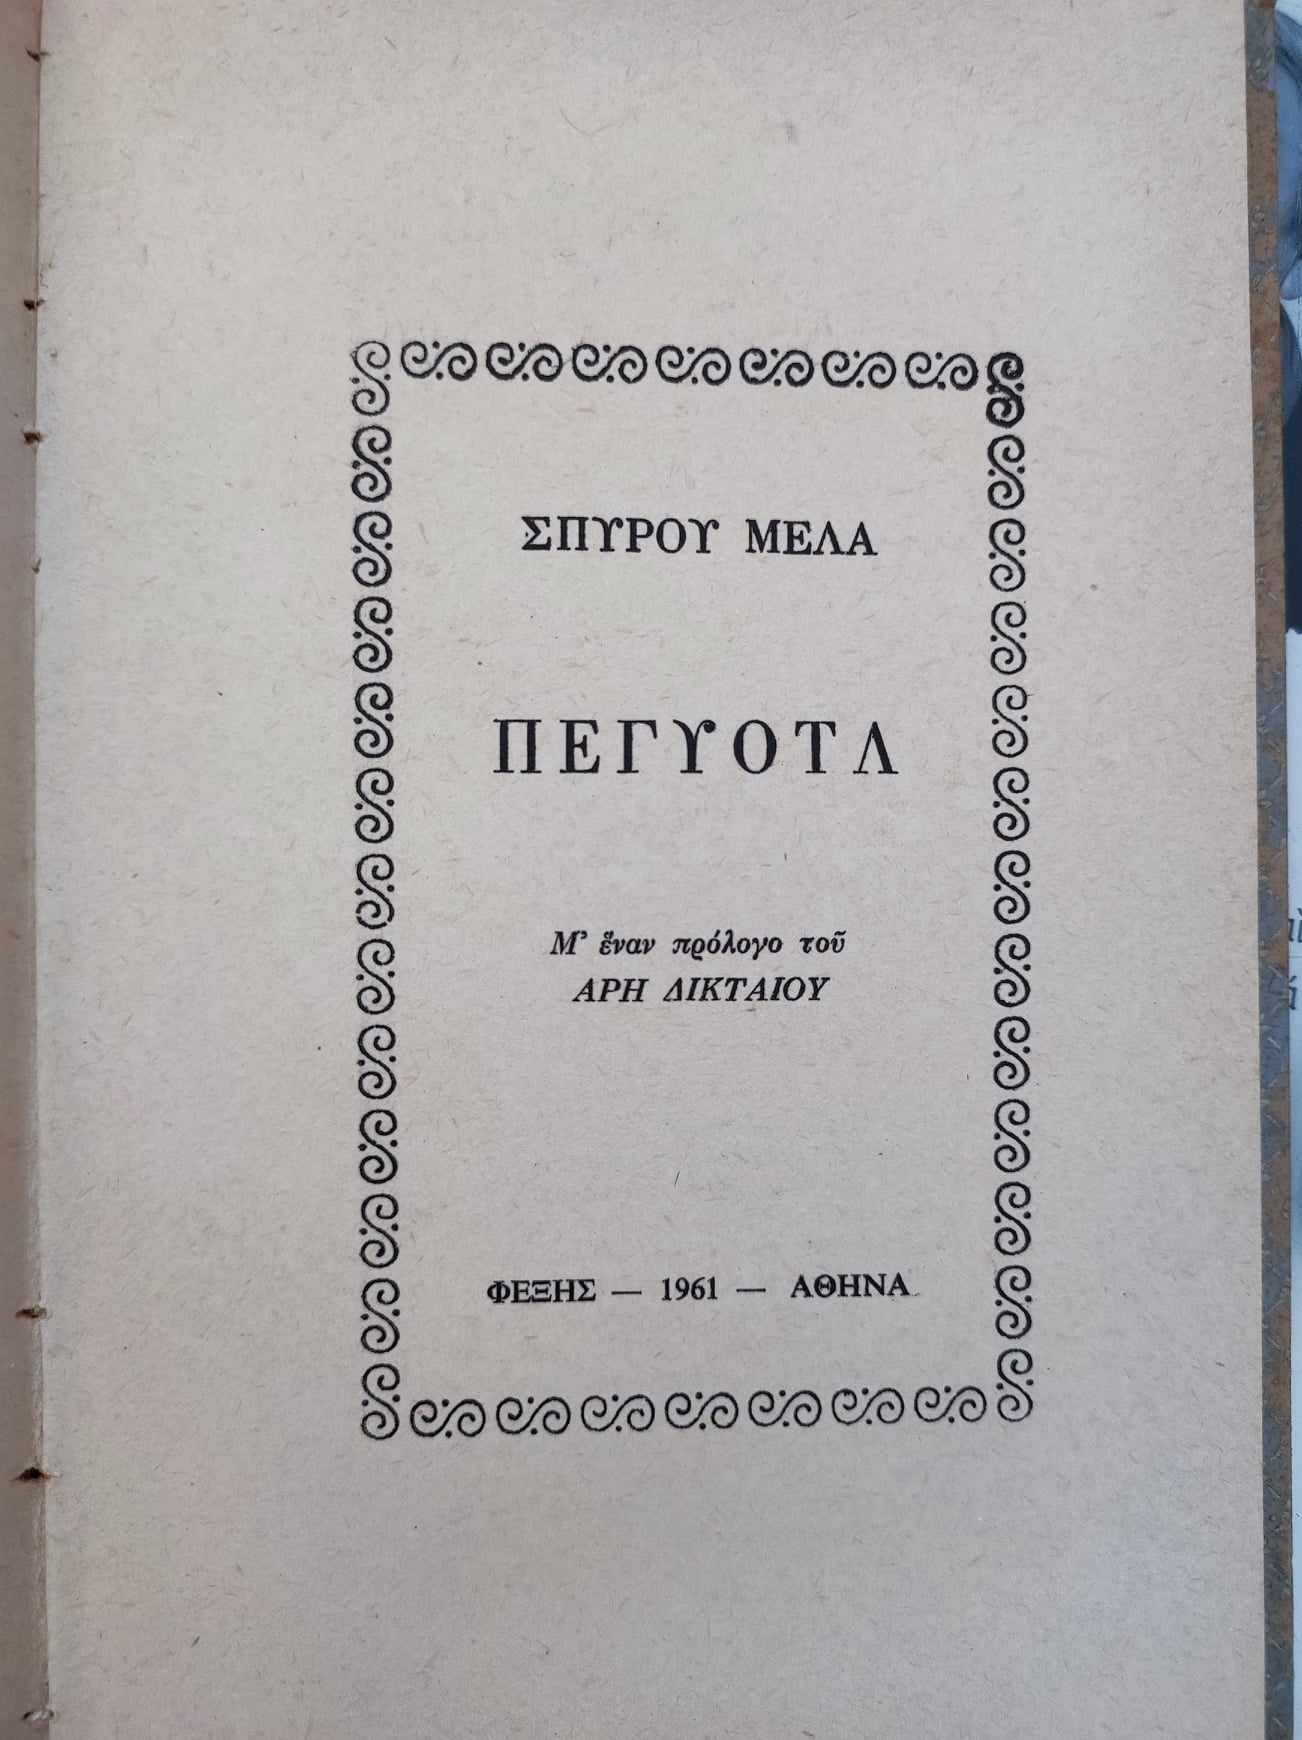 ΣΠΥΡΟΥ ΜΕΛΑ
ΠΕΓΥΟΤΛ
Μ' ἕναν πρόλογο τοῦ
ΑΡΗ ΔΙΚΤΑΙΟΥ
ΦΕΞΗΣ — 1961 — ΑΘΗΝΑ